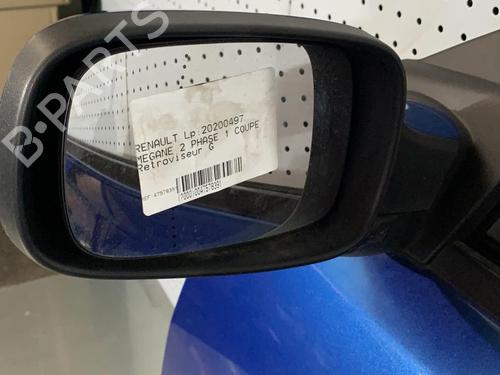 B-PARTS
RENAULT Lp:20200497
MEGANE 2 PHASE 1 COUPE
Retroviseur G